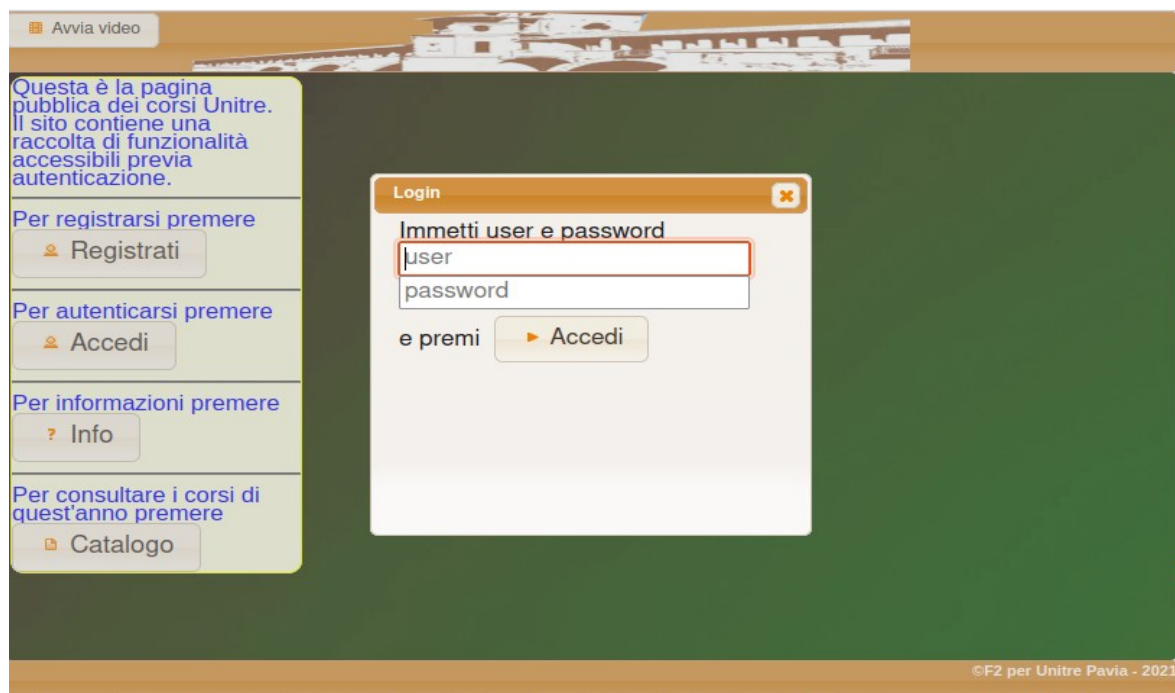 Avvia video
Questa è la pagina
pubblica dei corsi Unitre.
Il sito contiene una
raccolta di funzionalità
accessibili previa
autenticazione.
Per registrarsi premere
Registrati
Per autenticarsi premere
Accedi
Per informazioni premere
? Info
Per consultare i corsi di
quest'anno premere
Catalogo
Login
Immetti user e password
user
password
e premi Accedi
©F2 per Unitre Pavia - 2021